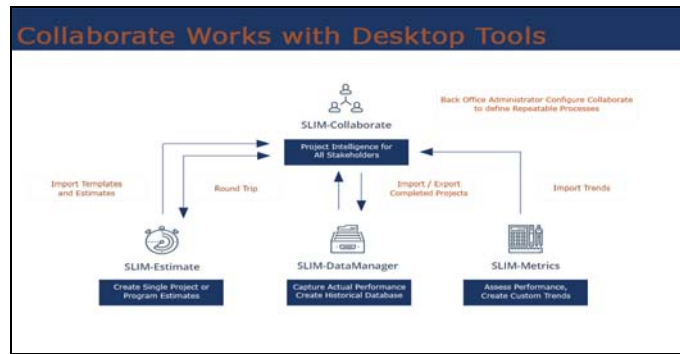 Collaborate Works with Desktop Tools
Back Office Administrator Configure Collaborate
to define Repeatable Processes
SLIM-Collaborate
Project Intelligence for
All Stakeholders
Import Templates
and Estimates
Round Trip
Import / Export
Completed Projects
Import Trends
SLIM-Estimate
SLIM-DataManager
SLIM-Metrics
Create Single Project or
Program Estimates
Capture Actual Performance
Create Historical Database
Assess Performance,
Create Custom Trends